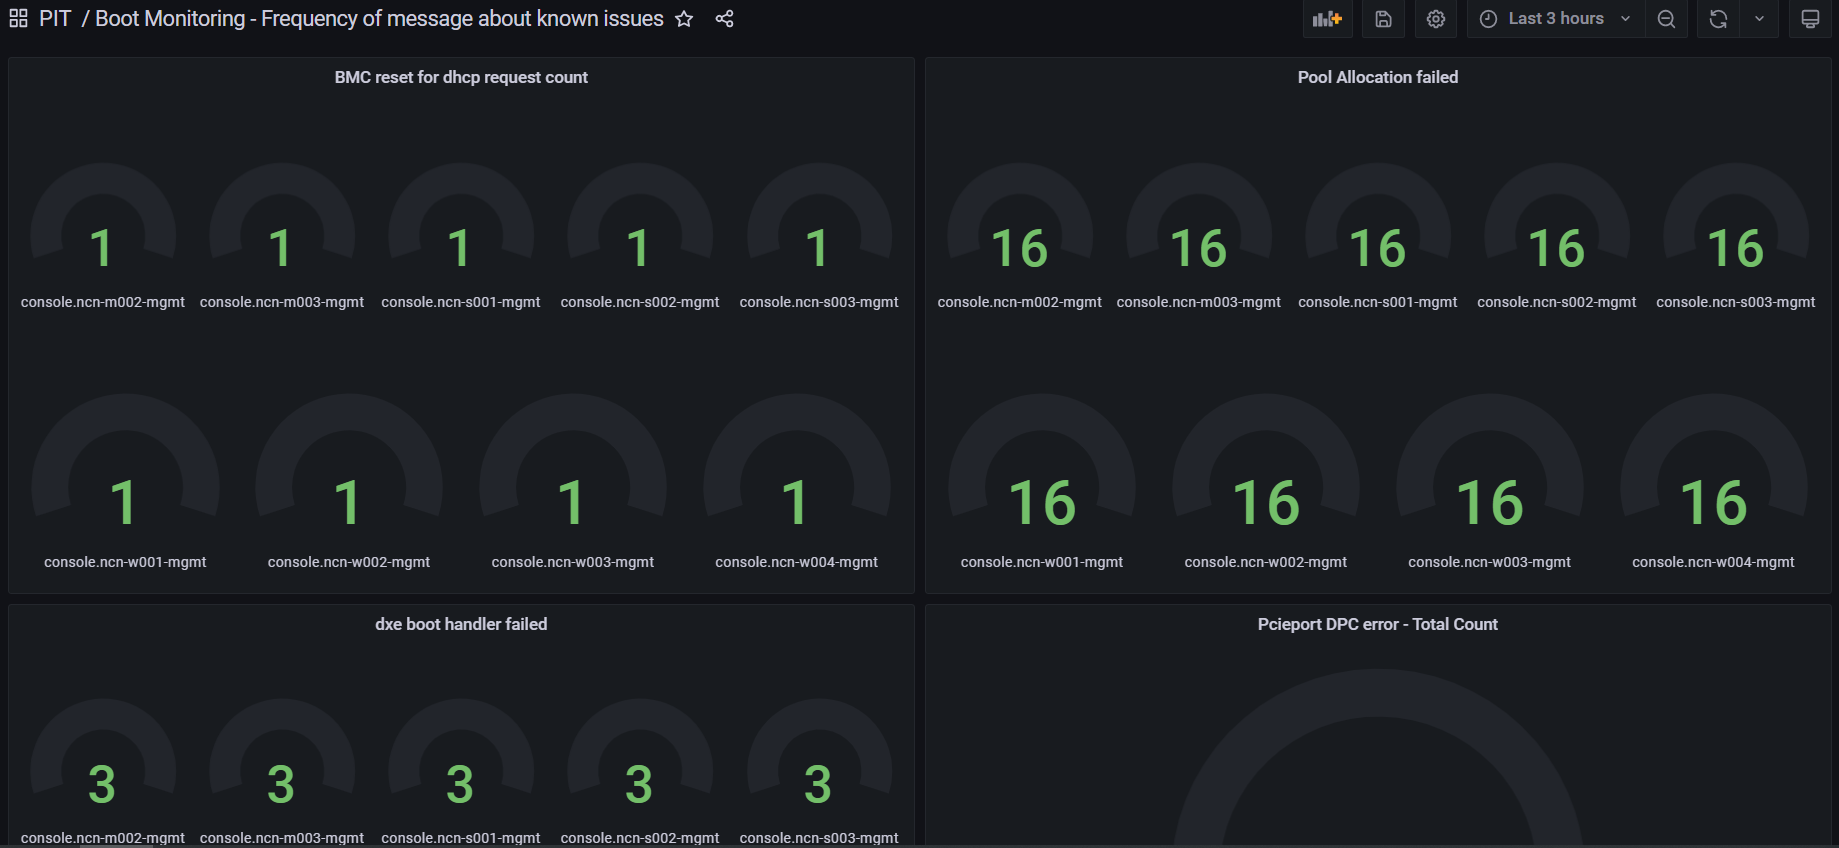 PIT / Boot Monitoring - Frequency of message about known issues
Last 3 hours
BMC reset for dhcp request count
1 1 1 1 1
console.ncn-m002-mgmt console.ncn-m003-mgmt console.ncn-s001-mgmt console.ncn-s002-mgmt console.ncn-s003-mgmt
1 1 1 1
console.ncn-w001-mgmt console.ncn-w002-mgmt console.ncn-w003-mgmt console.ncn-w004-mgmt
Pool Allocation failed
16 16 16 16 16
console.ncn-m002-mgmt console.ncn-m003-mgmt console.ncn-s001-mgmt console.ncn-s002-mgmt console.ncn-s003-mgmt
16 16 16 16
console.ncn-w001-mgmt console.ncn-w002-mgmt console.ncn-w003-mgmt console.ncn-w004-mgmt
dxe boot handler failed
3 3 3 3 3
console.ncn-m002-mgmt console.ncn-m003-mgmt console.ncn-s001-mgmt console.ncn-s002-mgmt console.ncn-s003-mgmt
Pcieport DPC error - Total Count